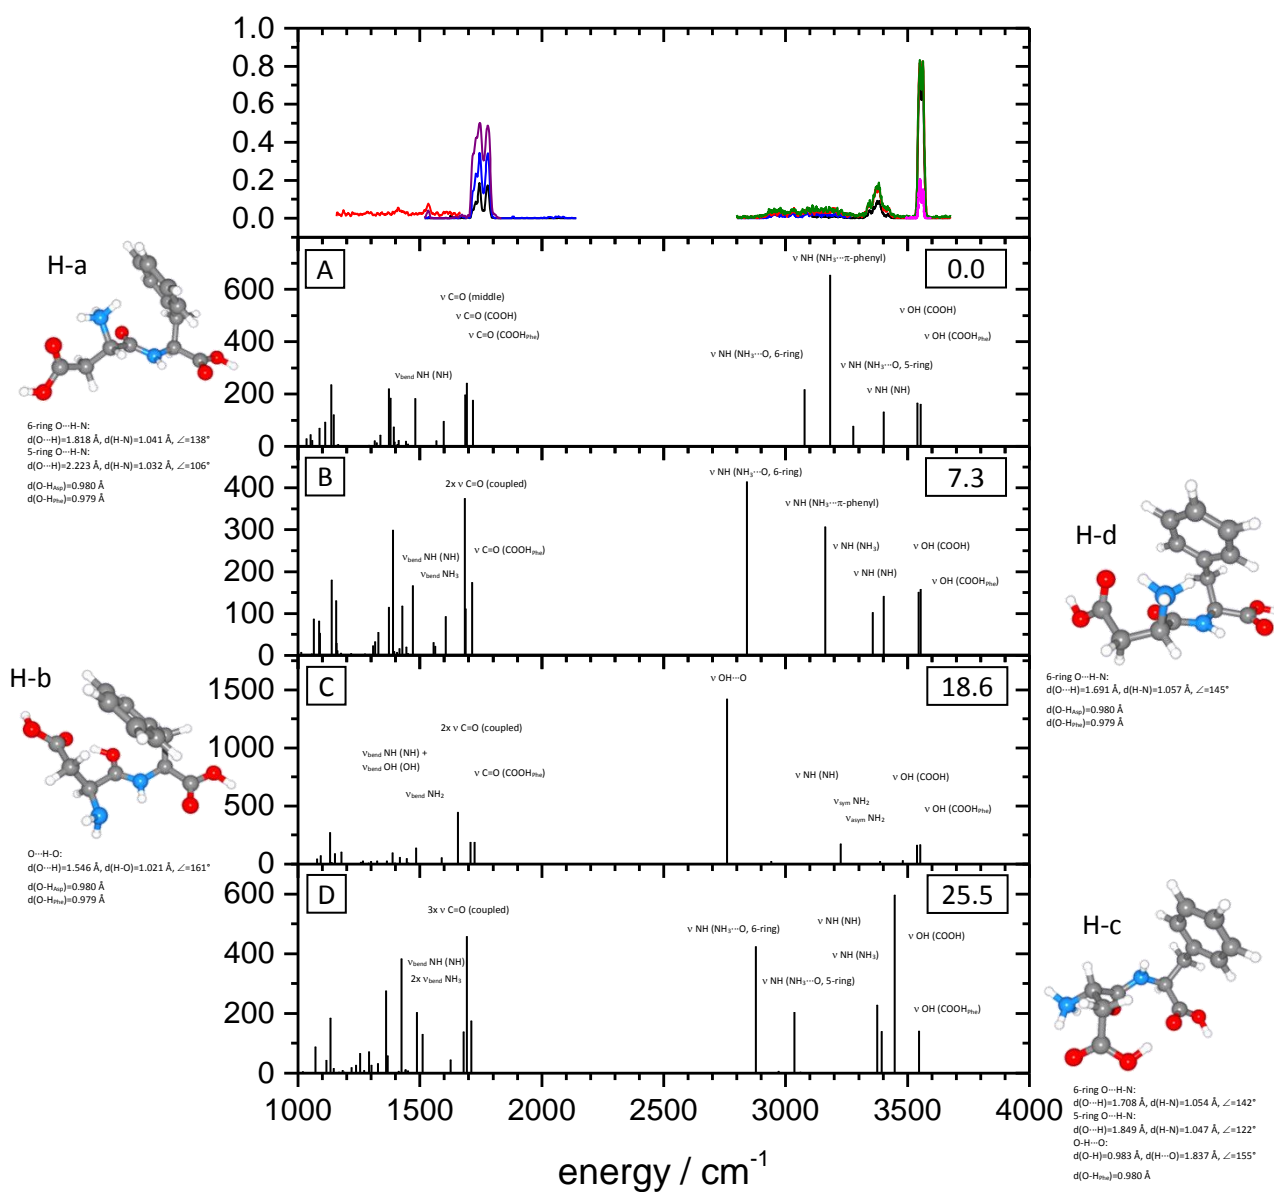 1.0
0.8
0.6
0.4
0.2
0.0
H-a
6-ring O···H-N:
d(O···H)=1.818 Å, d(H-N)=1.041 Å, ∠=138°
5-ring O···H-N:
d(O···H)=2.223 Å, d(H-N)=1.032 Å, ∠=106°
d(O-H_Asp)=0.980 Å
d(O-H_Phe)=0.979 Å
A
0.0
600
400
200
0
ν C=O (middle)
ν C=O (COOH)
ν C=O (COOH_Phe)
ν_bend NH (NH)
ν NH (NH₃···π-phenyl)
ν NH (NH₃···O, 6-ring)
ν NH (NH₃···O, 5-ring)
ν NH (NH)
ν OH (COOH)
ν OH (COOH_Phe)
B
7.3
400
300
200
100
0
2x ν C=O (coupled)
ν_bend NH (NH)
ν_bend NH₃
ν C=O (COOH_Phe)
ν NH (NH₃···O, 6-ring)
ν NH (NH₃···π-phenyl)
ν NH (NH₃)
ν NH (NH)
ν OH (COOH)
ν OH (COOH_Phe)
H-d
6-ring O···H-N:
d(O···H)=1.691 Å, d(H-N)=1.057 Å, ∠=145°
d(O-H_Asp)=0.980 Å
d(O-H_Phe)=0.979 Å
H-b
O···H-O:
d(O···H)=1.546 Å, d(H-O)=1.021 Å, ∠=161°
d(O-H_Asp)=0.980 Å
d(O-H_Phe)=0.979 Å
C
18.6
1500
1000
500
0
ν OH···O
2x ν C=O (coupled)
ν_bend NH (NH) +
ν_bend OH (OH)
ν C=O (COOH_Phe)
ν_bend NH₂
ν NH (NH)
ν_sym NH₂
ν_asym NH₂
ν OH (COOH)
ν OH (COOH_Phe)
D
25.5
600
400
200
0
3x ν C=O (coupled)
ν_bend NH (NH)
2x ν_bend NH₃
ν NH (NH₃···O, 6-ring)
ν NH (NH₃···O, 5-ring)
ν NH (NH)
ν NH (NH₃)
ν OH (COOH)
ν OH (COOH_Phe)
H-c
6-ring O···H-N:
d(O···H)=1.708 Å, d(H-N)=1.054 Å, ∠=142°
5-ring O···H-N:
d(O···H)=1.849 Å, d(H-N)=1.047 Å, ∠=122°
O-H···O:
d(O-H)=0.983 Å, d(H···O)=1.837 Å, ∠=155°
d(O-H_Phe)=0.980 Å
1000 1500 2000 2500 3000 3500 4000
energy / cm⁻¹